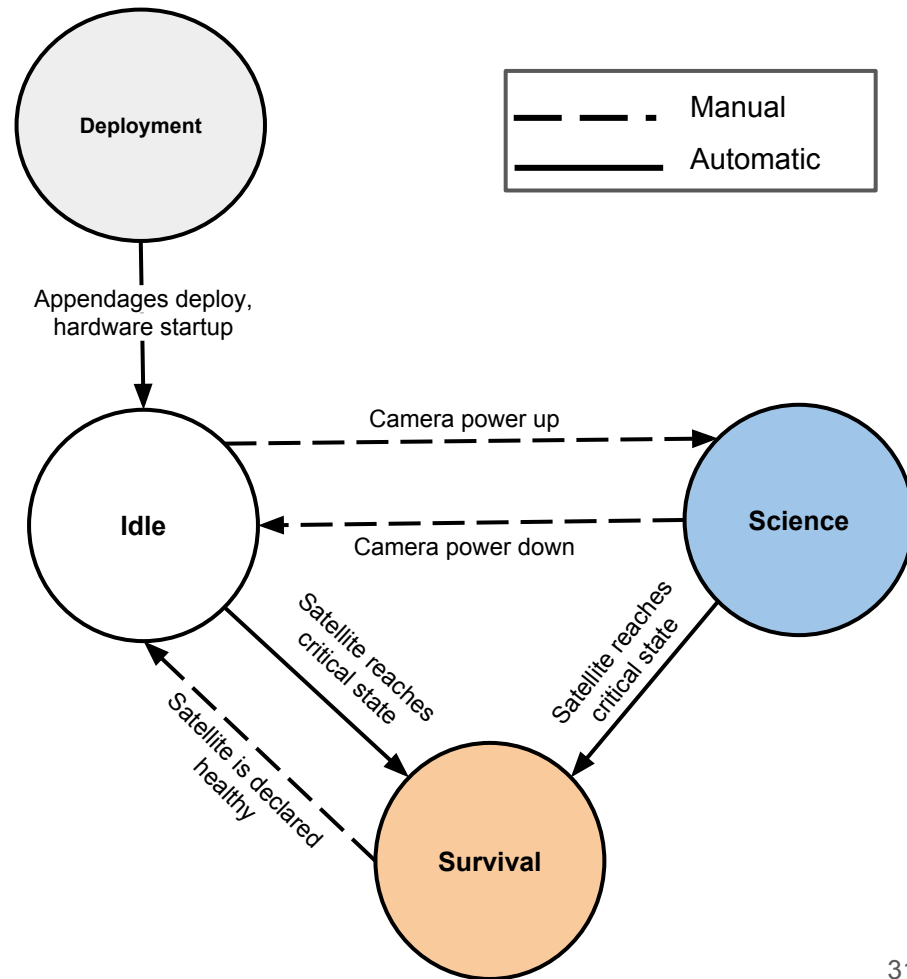 Deployment
Manual
Automatic
Appendages deploy,
hardware startup
Camera power up
Idle
Science
Camera power down
Satellite reaches
critical state
Satellite reaches
critical state
Satellite is declared
healthy
Survival
31